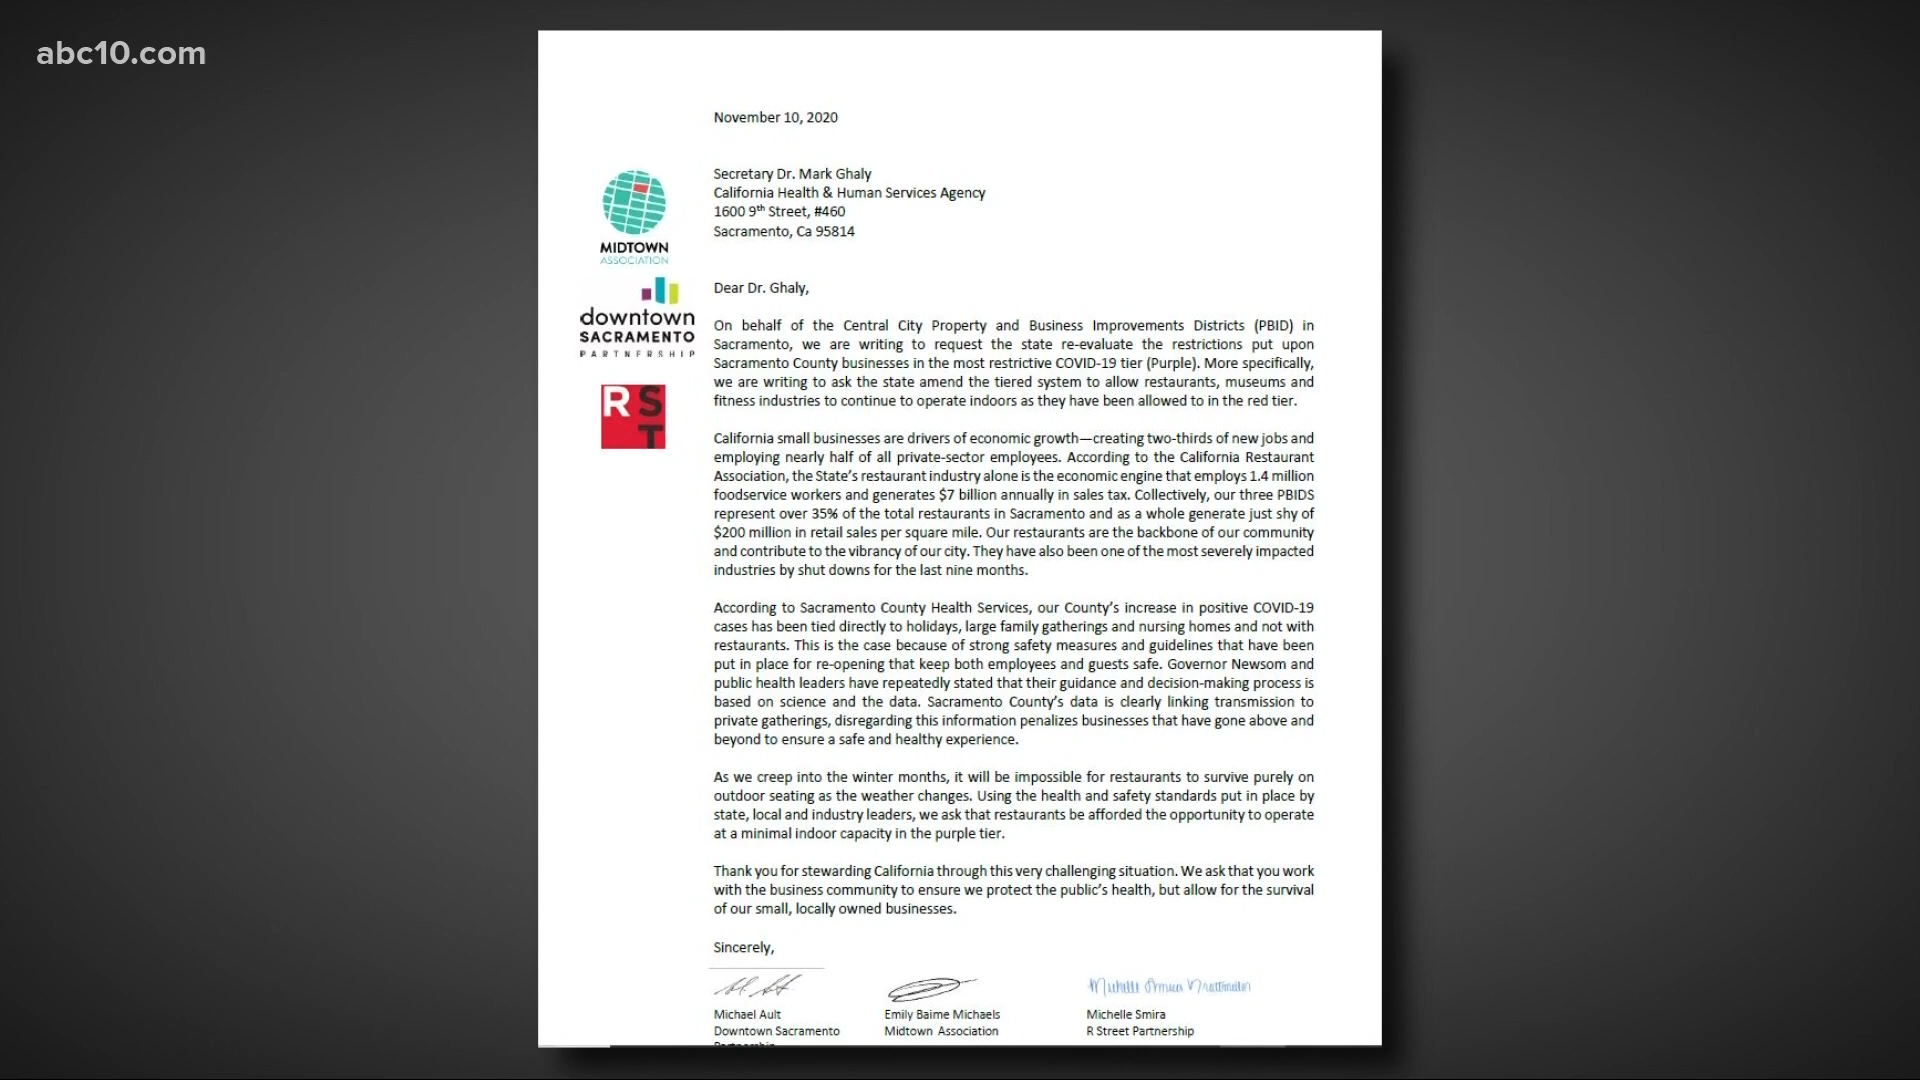 abc10.com
November 10, 2020
Secretary Dr. Mark Ghaly
California Health & Human Services Agency
1600 9th Street, #460
Sacramento, Ca 95814
MIDTOWN
ASSOCIATION
downtown
SACRAMENTO
PARTNERSHIP
R S
T
Dear Dr. Ghaly,
On behalf of the Central City Property and Business Improvements Districts (PBID) in
Sacramento, we are writing to request the state re-evaluate the restrictions put upon
Sacramento County businesses in the most restrictive COVID-19 tier (Purple). More specifically,
we are writing to ask the state amend the tiered system to allow restaurants, museums and
fitness industries to continue to operate indoors as they have been allowed to in the red tier.
California small businesses are drivers of economic growth—creating two-thirds of new jobs and
employing nearly half of all private-sector employees. According to the California Restaurant
Association, the State's restaurant industry alone is the economic engine that employs 1.4 million
foodservice workers and generates $7 billion annually in sales tax. Collectively, our three PBIDS
represent over 35% of the total restaurants in Sacramento and as a whole generate just shy of
$200 million in retail sales per square mile. Our restaurants are the backbone of our community
and contribute to the vibrancy of our city. They have also been one of the most severely impacted
industries by shut downs for the last nine months.
According to Sacramento County Health Services, our County's increase in positive COVID-19
cases has been tied directly to holidays, large family gatherings and nursing homes and not with
restaurants. This is the case because of strong safety measures and guidelines that have been
put in place for re-opening that keep both employees and guests safe. Governor Newsom and
public health leaders have repeatedly stated that their guidance and decision-making process is
based on science and the data. Sacramento County's data is clearly linking transmission to
private gatherings, disregarding this information penalizes businesses that have gone above and
beyond to ensure a safe and healthy experience.
As we creep into the winter months, it will be impossible for restaurants to survive purely on
outdoor seating as the weather changes. Using the health and safety standards put in place by
state, local and industry leaders, we ask that restaurants be afforded the opportunity to operate
at a minimal indoor capacity in the purple tier.
Thank you for stewarding California through this very challenging situation. We ask that you work
with the business community to ensure we protect the public's health, but allow for the survival
of our small, locally owned businesses.
Sincerely,
Michael Ault
Downtown Sacramento
Partnership
Emily Baime Michaels
Midtown Association
Michelle Smira
R Street Partnership